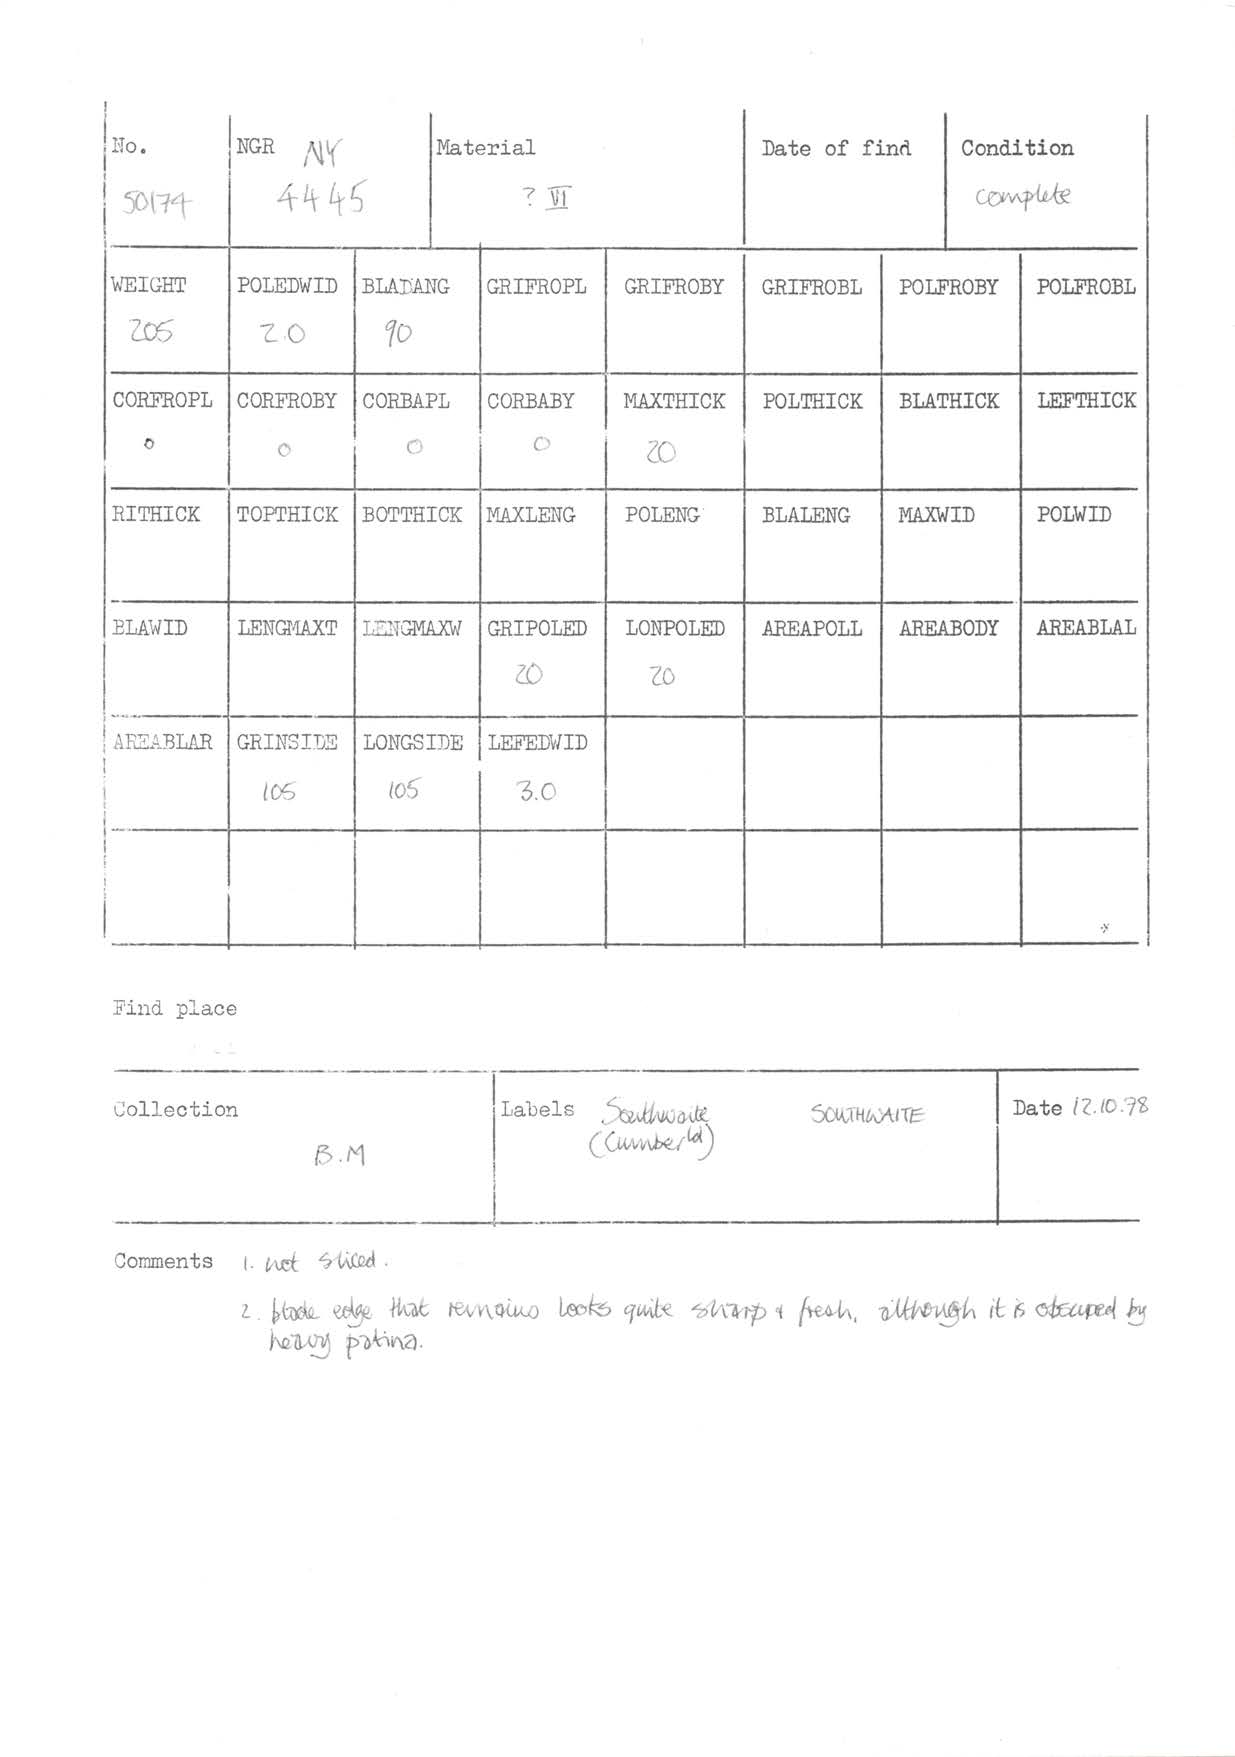 No. NGR NY Material Date of find Condition
50174 4445 ? VI complete
WEIGHT POLEDWID BLADANG GRIFROPL GRIFROBY GRIFROBL POLFROBY POLFROBL
205 2.0 90
CORFROPL CORFROBY CORBAPL CORBABY MAXTHICK POLTHICK BLATHICK LEFTHICK
0 0 0 0 20
RITHICK TOPTHICK BOTTHICK MAXLENG POLENG BLALENG MAXWID POLWID
BLAWID LENGMAXT LENGMAXW GRIPOLED LONPOLED AREAPOLL AREABODY AREABLAL
20 20
AREABLAR GRINSIDE LONGSIDE LEFEDWID
105 105 3.0
Find place
Collection Labels Southwaite SOUTHWAITE Date 12.10.98
(Cumberld)
B.M
Comments 1. not sliced.
2. blade edge that remains looks quite sharp & fresh, although it is obscured by
heavy patina.